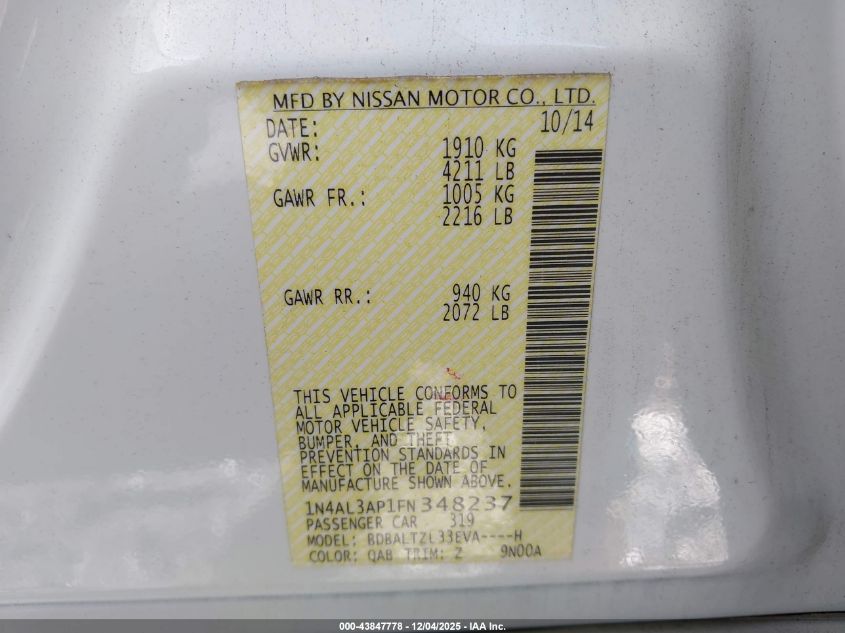 MFD BY NISSAN MOTOR CO., LTD.
DATE: 10/14
GVWR: 1910 KG
4211 LB
GAWR FR.: 1005 KG
2216 LB
GAWR RR.: 940 KG
2072 LB
THIS VEHICLE CONFORMS TO
ALL APPLICABLE FEDERAL
MOTOR VEHICLE SAFETY,
BUMPER, AND THEFT
PREVENTION STANDARDS IN
EFFECT ON THE DATE OF
MANUFACTURE SHOWN ABOVE.
1N4AL3AP1FN348237
PASSENGER CAR 319
MODEL: BDBALTZL33EVA----H
COLOR: QAB TRIM: Z 9N00A
000-43847778 - 12/04/2025 - IAA Inc.